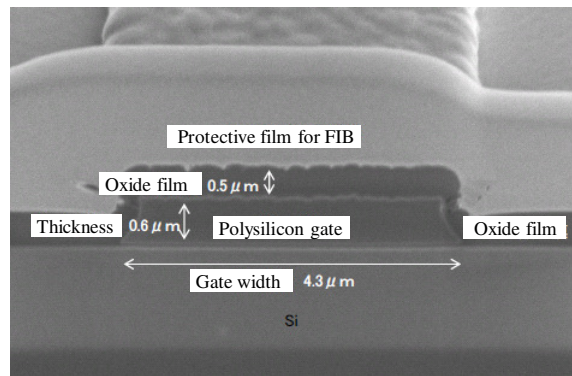 Protective film for FIB
Oxide film 0.5 μm
Thickness 0.6 μm Polysilicon gate Oxide film
Gate width 4.3 μm
Si